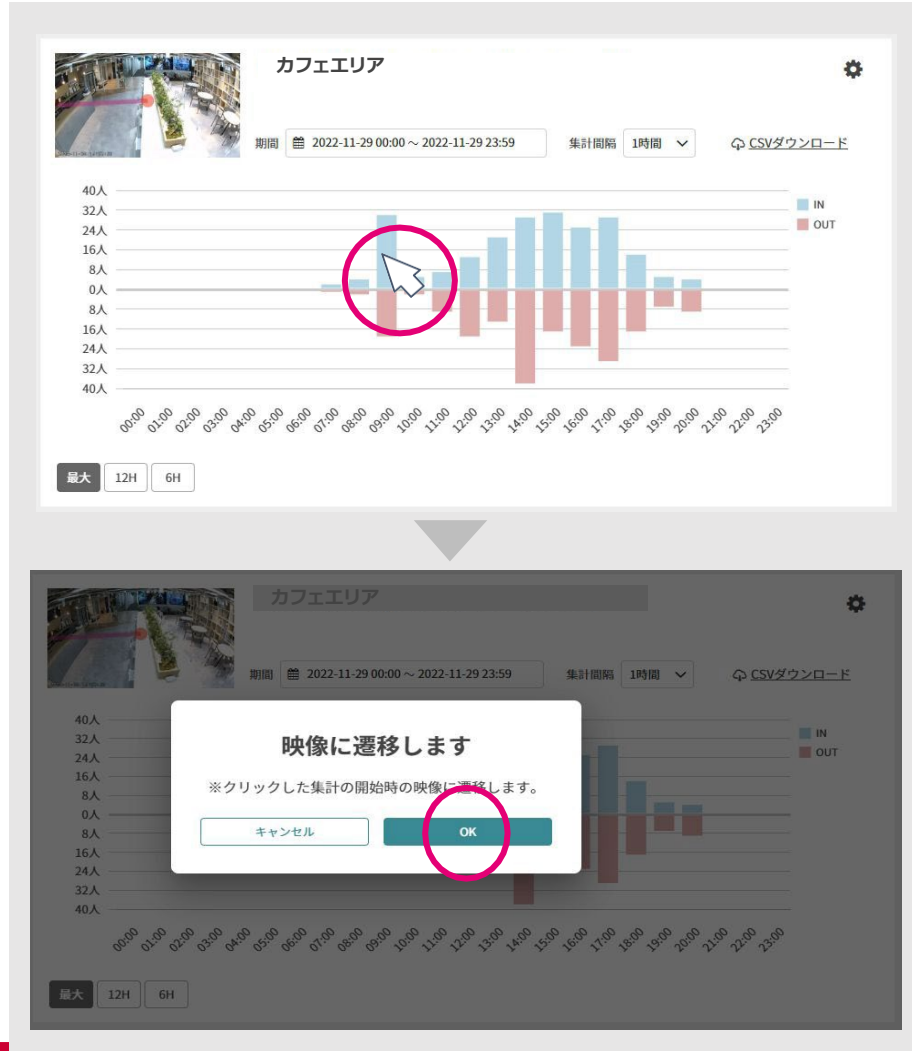 カフェエリア
期間 2022-11-29 00:00 ~ 2022-11-29 23:59 集計間隔 1時間 CSVダウンロード
40人
32人
24人
16人
8人
0人
8人
16人
24人
32人
40人
IN
OUT
00:00 01:00 02:00 03:00 04:00 05:00 06:00 07:00 08:00 09:00 10:00 11:00 12:00 13:00 14:00 15:00 16:00 17:00 18:00 19:00 20:00 21:00 22:00 23:00
最大 12H 6H
カフェエリア
期間 2022-11-29 00:00 ~ 2022-11-29 23:59 集計間隔 1時間 CSVダウンロード
40人
32人
24人
16人
8人
0人
8人
16人
24人
32人
40人
IN
OUT
映像に遷移します
※クリックした集計の開始時の映像に遷移します。
キャンセル OK
00:00 01:00 02:00 03:00 04:00 05:00 06:00 07:00 08:00 09:00 10:00 11:00 12:00 13:00 14:00 15:00 16:00 17:00 18:00 19:00 20:00 21:00 22:00 23:00
最大 12H 6H